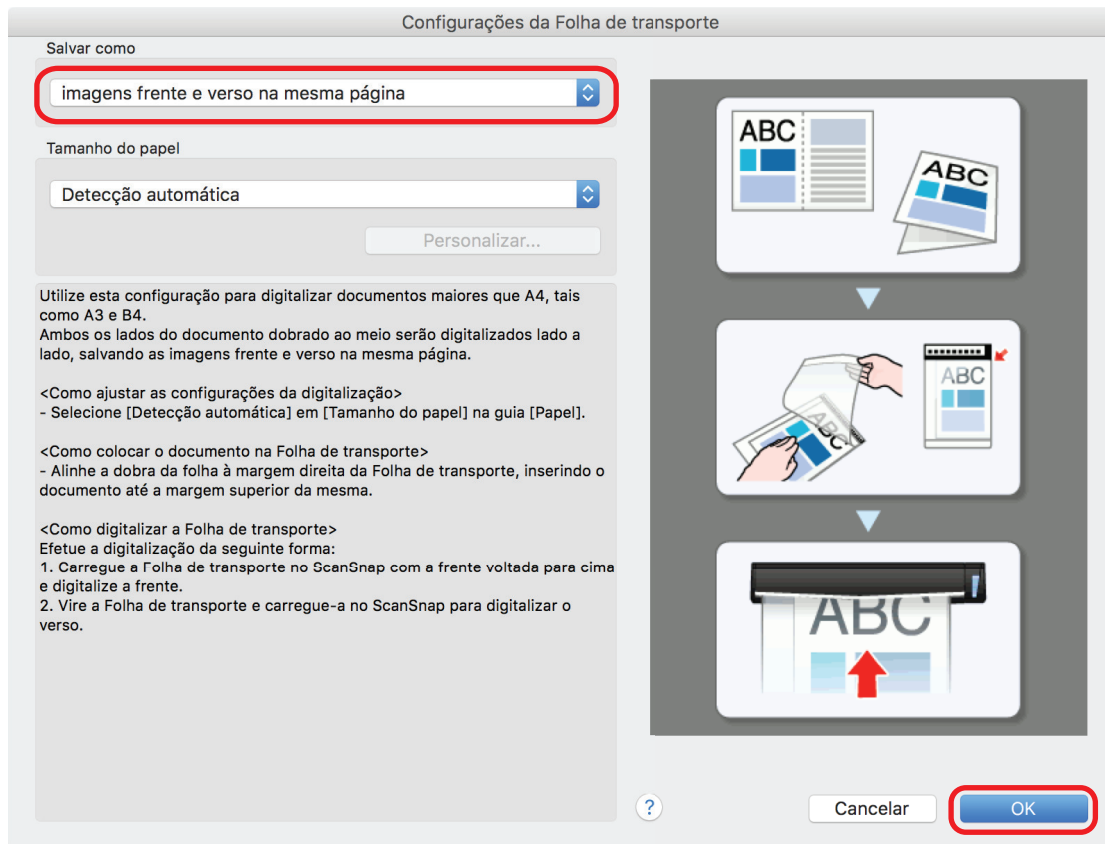 Configurações da Folha de transporte
Salvar como
imagens frente e verso na mesma página
Tamanho do papel
Detecção automática
Personalizar...
Utilize esta configuração para digitalizar documentos maiores que A4, tais
como A3 e B4.
Ambos os lados do documento dobrado ao meio serão digitalizados lado a
lado, salvando as imagens frente e verso na mesma página.
<Como ajustar as configurações da digitalização>
- Selecione [Detecção automática] em [Tamanho do papel] na guia [Papel].
<Como colocar o documento na Folha de transporte>
- Alinhe a dobra da folha à margem direita da Folha de transporte, inserindo o
documento até a margem superior da mesma.
<Como digitalizar a Folha de transporte>
Efetue a digitalização da seguinte forma:
1. Carregue a Folha de transporte no ScanSnap com a frente voltada para cima
e digitalize a frente.
2. Vire a Folha de transporte e carregue-a no ScanSnap para digitalizar o
verso.
ABC
ABC
ABC
ABC
ABC
?
Cancelar
OK